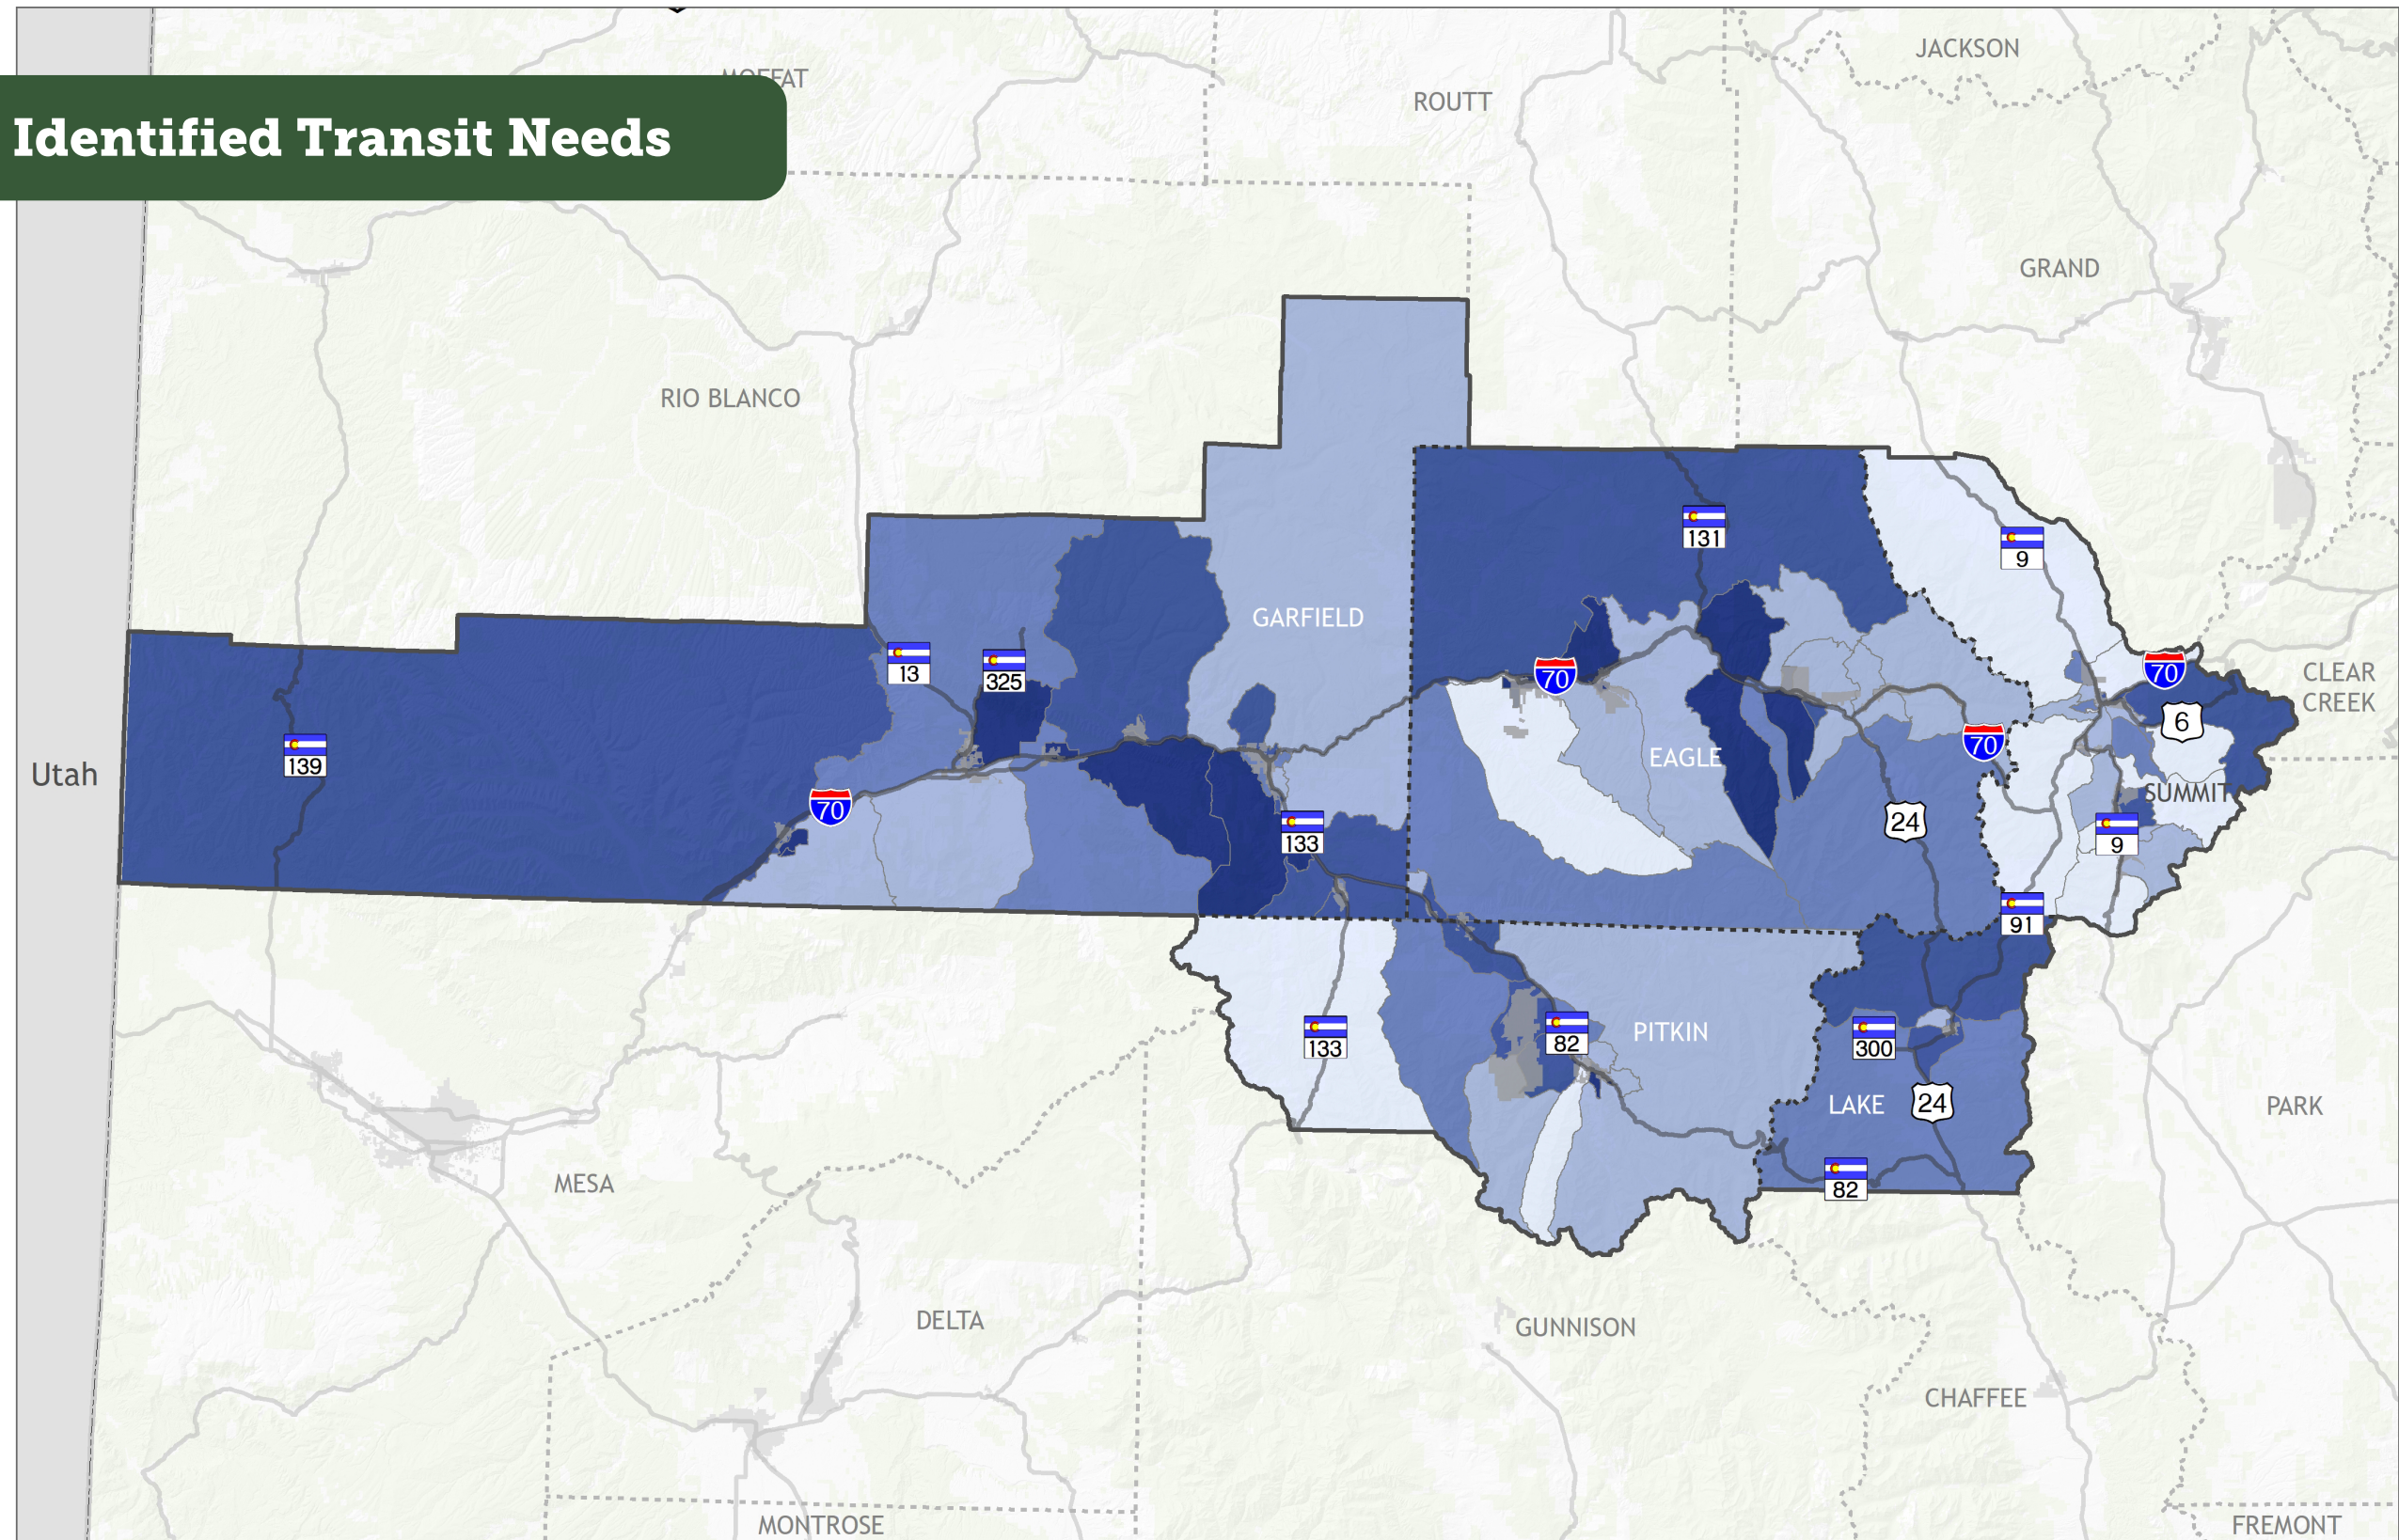 JACKSON
MOFFAT
ROUTT
Identified Transit Needs
GRAND
RIO BLANCO
131
9
GARFIELD
13
325
70
70
CLEAR
CREEK
6
139
Utah
EAGLE
70
SUMMIT
70
24
133
9
91
133
82
PITKIN
300
LAKE
24
PARK
82
MESA
DELTA
GUNNISON
CHAFFEE
MONTROSE
FREMONT